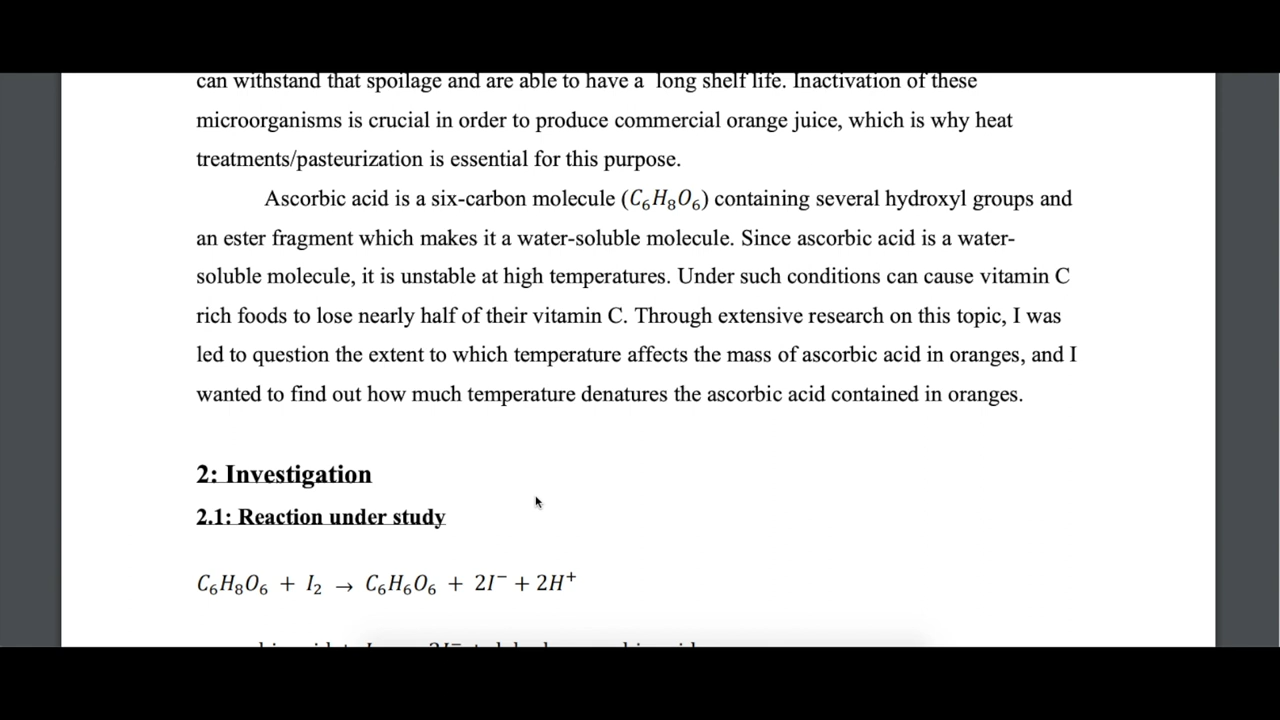 can withstand that spoilage and are able to have a long shelf life. Inactivation of these
microorganisms is crucial in order to produce commercial orange juice, which is why heat
treatments/pasteurization is essential for this purpose.
Ascorbic acid is a six-carbon molecule (C₆H₈O₆) containing several hydroxyl groups and
an ester fragment which makes it a water-soluble molecule. Since ascorbic acid is a water-
soluble molecule, it is unstable at high temperatures. Under such conditions can cause vitamin C
rich foods to lose nearly half of their vitamin C. Through extensive research on this topic, I was
led to question the extent to which temperature affects the mass of ascorbic acid in oranges, and I
wanted to find out how much temperature denatures the ascorbic acid contained in oranges.
2: Investigation
2.1: Reaction under study
C₆H₈O₆ + I₂ → C₆H₆O₆ + 2I⁻ + 2H⁺